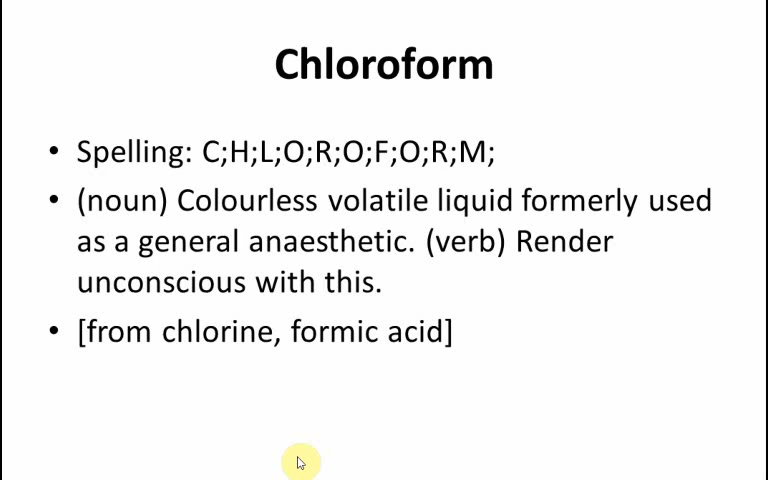 Chloroform
• Spelling: C;H;L;O;R;O;F;O;R;M;
• (noun) Colourless volatile liquid formerly used
as a general anaesthetic. (verb) Render
unconscious with this.
• [from chlorine, formic acid]